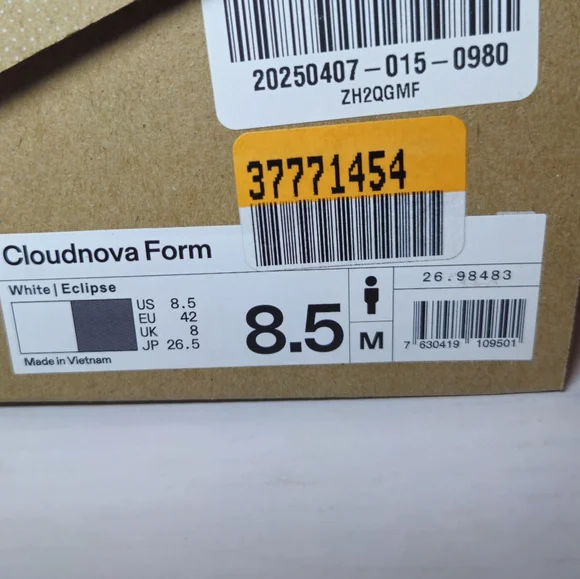 20250407-015-0980
ZH2QGMF
37771454
Cloudnova Form
White | Eclipse
US 8.5
EU 42
UK 8
JP 26.5
Made in Vietnam
8.5
M
26.98483
7 630419 109501